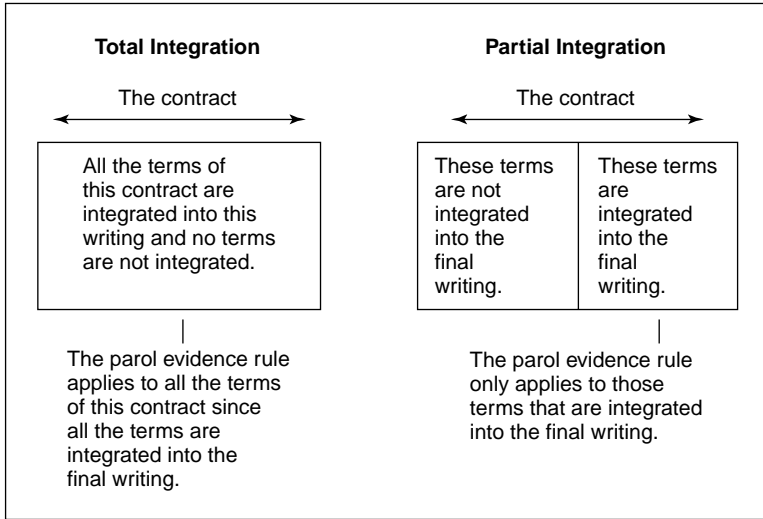 Total Integration
The contract
All the terms of
this contract are
integrated into this
writing and no terms
are not integrated.
The parol evidence rule
applies to all the terms
of this contract since
all the terms are
integrated into the
final writing.
Partial Integration
The contract
These terms
are not
integrated
into the
final
writing.
These terms
are
integrated
into the
final
writing.
The parol evidence rule
only applies to those
terms that are integrated
into the final writing.